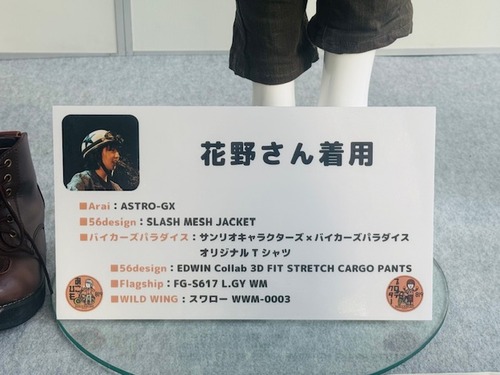 花野さん着用
■Arai：ASTRO-GX
■56design：SLASH MESH JACKET
■バイカーズパラダイス：サンリオキャラクターズ×バイカーズパラダイス
オリジナルTシャツ
■56design：EDWIN Collab 3D FIT STRETCH CARGO PANTS
■Flagship：FG-S617 L.GY WM
■WILD WING：スワロー WWM-0003